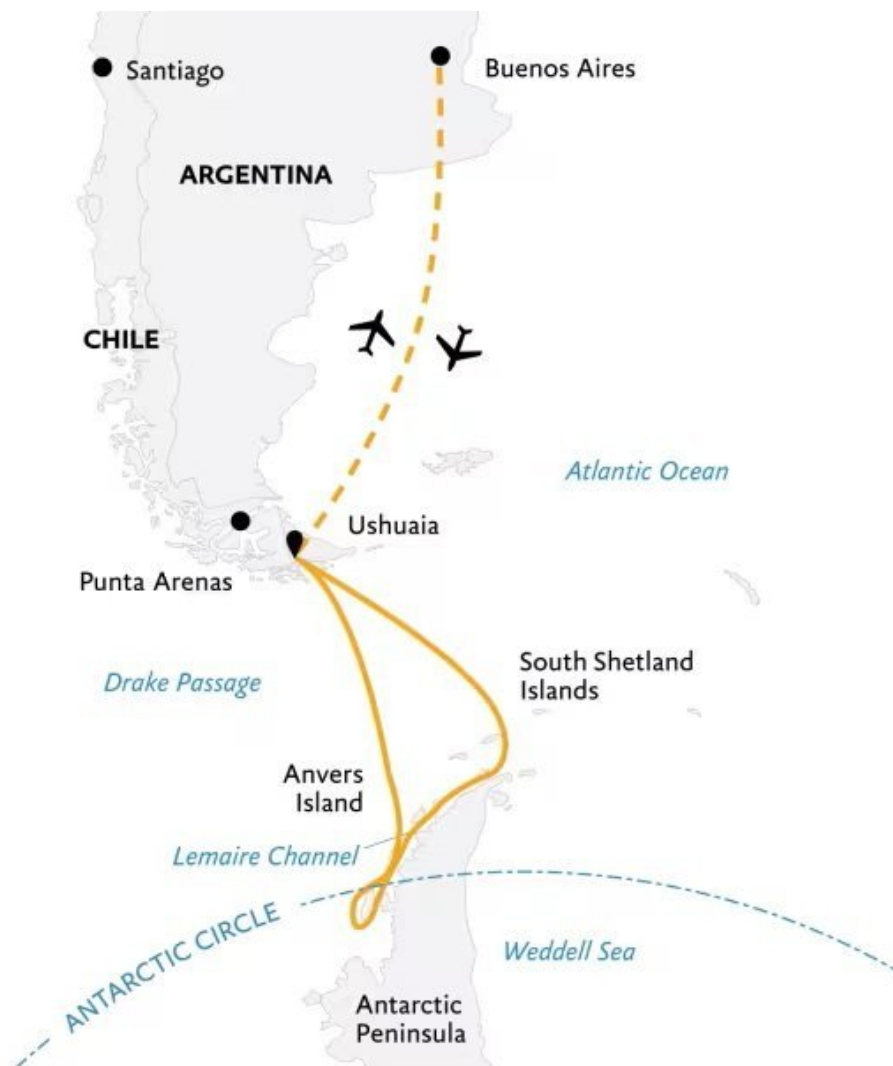 Santiago
Buenos Aires
ARGENTINA
CHILE
Atlantic Ocean
Ushuaia
Punta Arenas
South Shetland
Islands
Drake Passage
Anvers
Island
Lemaire Channel
ANTARCTIC CIRCLE
Weddell Sea
Antarctic
Peninsula